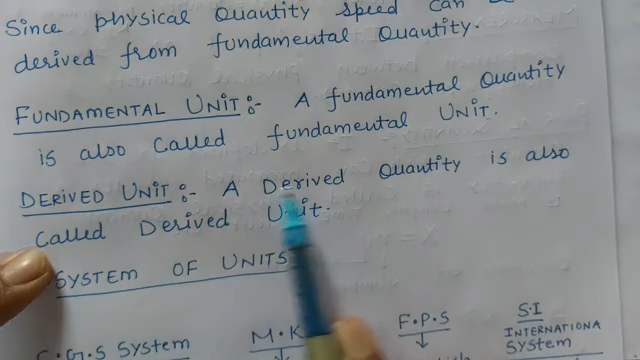 Since physical Quantity speed can be
derived from fundamental Quantity.
FUNDAMENTAL UNIT :- A fundamental Quantity
is also Called fundamental UNIT.
DERIVED UNIT :- A Derived Quantity is also
Called Derived Unit.
SYSTEM OF UNITS
C.G.S System M.K F.P.S S.I
INTERNATIONA
System